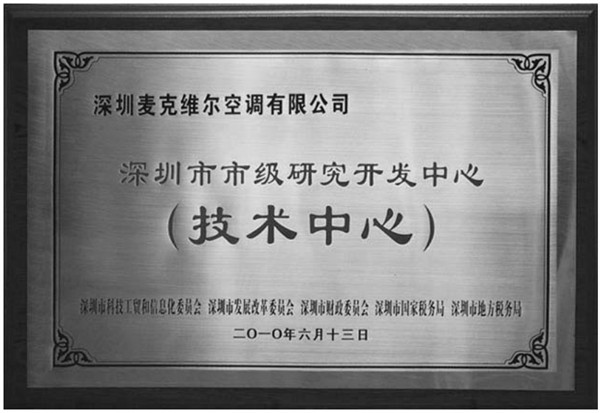 深圳麦克维尔空调有限公司
深圳市市级研究开发中心
（技术中心）
深圳市科技工贸和信息化委员会 深圳市发展改革委员会 深圳市财政委员会 深圳市国家税务局 深圳市地方税务局
二〇一〇年六月十三日